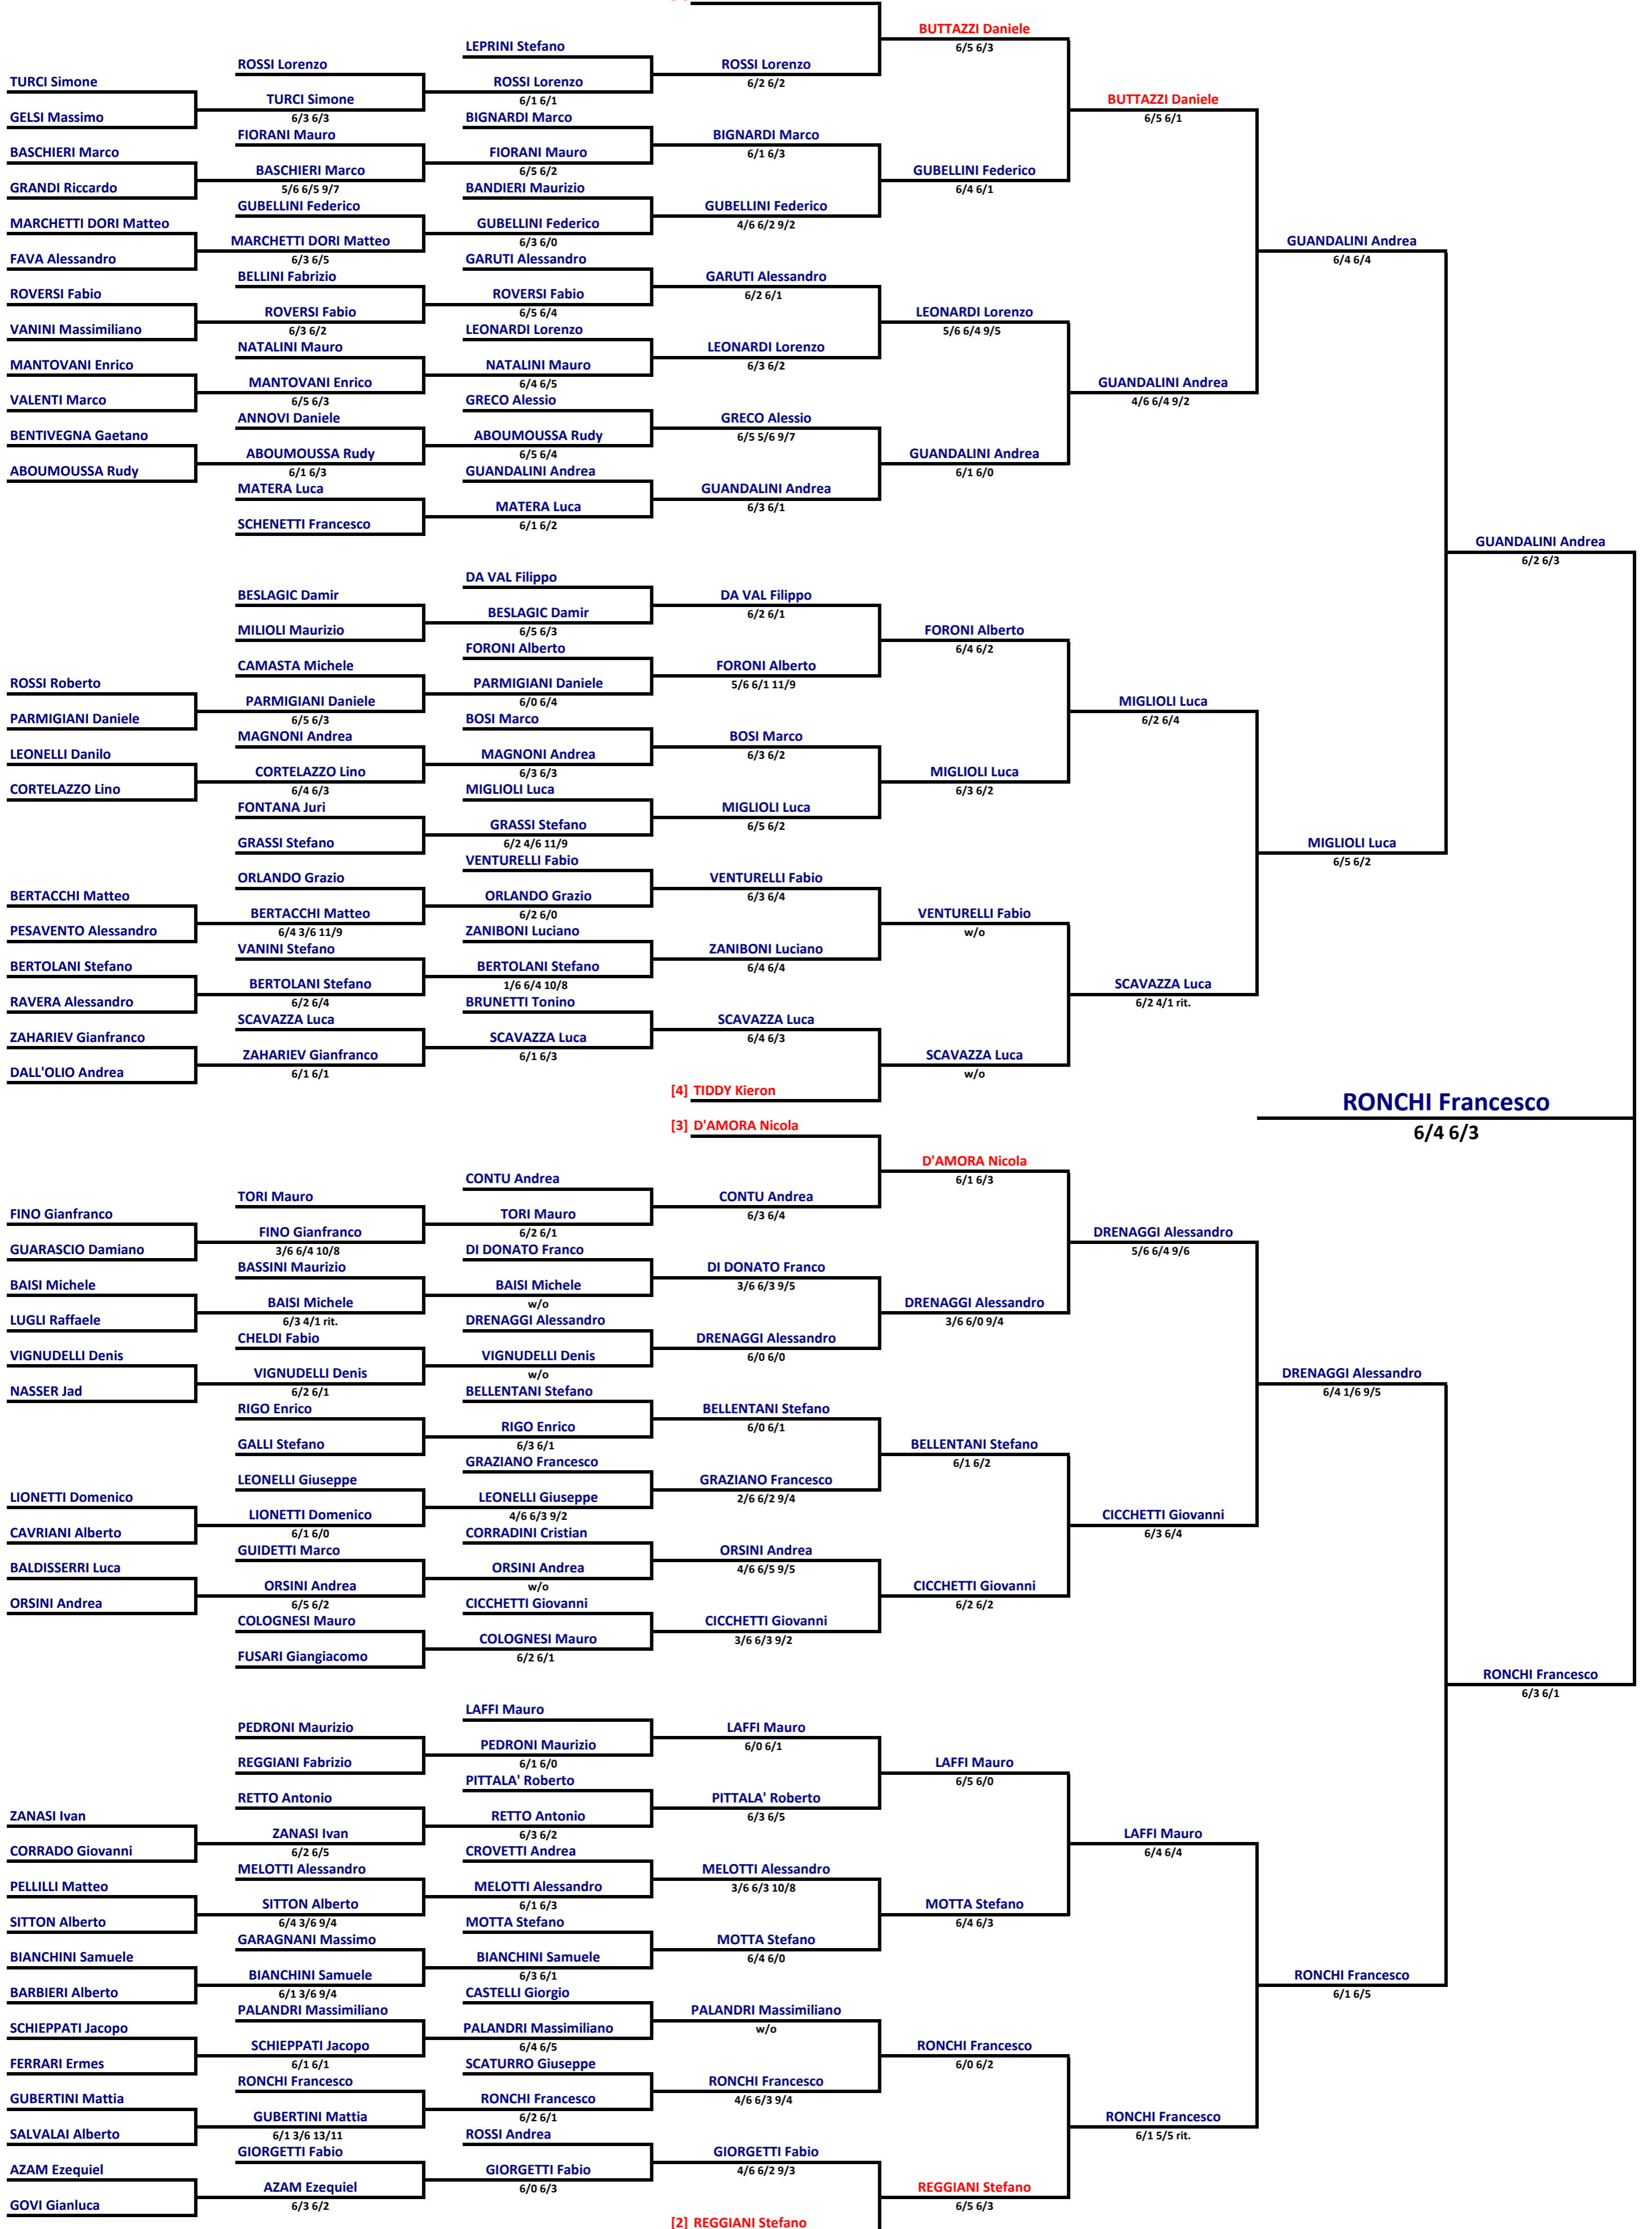 BUTTAZZI Daniele
6/5 6/3
LEPRINI Stefano
ROSSI Lorenzo
ROSSI Lorenzo
6/2 6/2
TURCI Simone
ROSSI Lorenzo
6/1 6/1
BUTTAZZI Daniele
6/5 6/1
TURCI Simone
6/3 6/3
GELSI Massimo
BIGNARDI Marco
FIORANI Mauro
BIGNARDI Marco
6/1 6/3
BASCHIERI Marco
FIORANI Mauro
6/5 6/2
BASCHIERI Marco
5/6 6/5 9/7
GUBELLINI Federico
6/4 6/1
GRANDI Riccardo
BANDIERI Maurizio
GUBELLINI Federico
GUBELLINI Federico
4/6 6/2 9/2
MARCHETTI DORI Matteo
GUBELLINI Federico
6/3 6/0
MARCHETTI DORI Matteo
6/3 6/5
GUANDALINI Andrea
6/4 6/4
FAVA Alessandro
GARUTI Alessandro
BELLINI Fabrizio
GARUTI Alessandro
6/2 6/1
ROVERSI Fabio
ROVERSI Fabio
6/5 6/4
ROVERSI Fabio
6/3 6/2
LEONARDI Lorenzo
5/6 6/4 9/5
VANINI Massimiliano
LEONARDI Lorenzo
NATALINI Mauro
LEONARDI Lorenzo
6/3 6/2
MANTOVANI Enrico
NATALINI Mauro
6/4 6/5
MANTOVANI Enrico
6/5 6/3
GUANDALINI Andrea
4/6 6/4 9/2
VALENTI Marco
GRECO Alessio
ANNOVI Daniele
GRECO Alessio
6/5 5/6 9/7
BENTIVEGNA Gaetano
ABOUMOUSSA Rudy
6/5 6/4
ABOUMOUSSA Rudy
6/1 6/3
GUANDALINI Andrea
6/1 6/0
ABOUMOUSSA Rudy
GUANDALINI Andrea
MATERA Luca
GUANDALINI Andrea
6/3 6/1
MATERA Luca
6/1 6/2
SCHENETTI Francesco
GUANDALINI Andrea
6/2 6/3
DA VAL Filippo
BESLAGIC Damir
DA VAL Filippo
6/2 6/1
BESLAGIC Damir
6/5 6/3
MILIOLI Maurizio
FORONI Alberto
6/4 6/2
FORONI Alberto
CAMASTA Michele
FORONI Alberto
5/6 6/1 11/9
ROSSI Roberto
PARMIGIANI Daniele
6/0 6/4
PARMIGIANI Daniele
6/5 6/3
MIGLIOLI Luca
6/2 6/4
PARMIGIANI Daniele
BOSI Marco
MAGNONI Andrea
BOSI Marco
6/3 6/2
LEONELLI Danilo
MAGNONI Andrea
6/3 6/3
CORTELAZZO Lino
6/4 6/3
MIGLIOLI Luca
6/3 6/2
CORTELAZZO Lino
MIGLIOLI Luca
FONTANA Juri
MIGLIOLI Luca
6/5 6/2
GRASSI Stefano
6/2 4/6 11/9
GRASSI Stefano
MIGLIOLI Luca
6/5 6/2
VENTURELLI Fabio
ORLANDO Grazio
VENTURELLI Fabio
6/3 6/4
BERTACCHI Matteo
ORLANDO Grazio
6/2 6/0
BERTACCHI Matteo
6/4 3/6 11/9
VENTURELLI Fabio
w/o
PESAVENTO Alessandro
ZANIBONI Luciano
VANINI Stefano
ZANIBONI Luciano
6/4 6/4
BERTOLANI Stefano
BERTOLANI Stefano
1/6 6/4 10/8
BERTOLANI Stefano
6/2 6/4
SCAVAZZA Luca
6/2 4/1 rit.
RAVERA Alessandro
BRUNETTI Tonino
SCAVAZZA Luca
SCAVAZZA Luca
6/4 6/3
ZAHARIEV Gianfranco
SCAVAZZA Luca
6/1 6/3
ZAHARIEV Gianfranco
6/1 6/1
SCAVAZZA Luca
w/o
DALL'OLIO Andrea
[4] TIDDY Kieron
RONCHI Francesco
6/4 6/3
[3] D'AMORA Nicola
D'AMORA Nicola
6/1 6/3
CONTU Andrea
TORI Mauro
CONTU Andrea
6/3 6/4
FINO Gianfranco
TORI Mauro
6/2 6/1
FINO Gianfranco
3/6 6/4 10/8
DRENAGGI Alessandro
5/6 6/4 9/6
GUARASCIO Damiano
DI DONATO Franco
BASSINI Maurizio
DI DONATO Franco
3/6 6/3 9/5
BAISI Michele
BAISI Michele
w/o
BAISI Michele
6/3 4/1 rit.
DRENAGGI Alessandro
3/6 6/0 9/4
LUGLI Raffaele
DRENAGGI Alessandro
CHELDI Fabio
DRENAGGI Alessandro
6/0 6/0
VIGNUDELLI Denis
VIGNUDELLI Denis
w/o
VIGNUDELLI Denis
6/2 6/1
DRENAGGI Alessandro
6/4 1/6 9/5
NASSER Jad
BELLENTANI Stefano
RIGO Enrico
BELLENTANI Stefano
6/0 6/1
RIGO Enrico
6/3 6/1
GALLI Stefano
BELLENTANI Stefano
6/1 6/2
GRAZIANO Francesco
LEONELLI Giuseppe
GRAZIANO Francesco
2/6 6/2 9/4
LIONETTI Domenico
LEONELLI Giuseppe
4/6 6/3 9/2
LIONETTI Domenico
6/1 6/0
CICCHETTI Giovanni
6/3 6/4
CAVRIANI Alberto
CORRADINI Cristian
GUIDETTI Marco
ORSINI Andrea
4/6 6/5 9/5
BALDISSERRI Luca
ORSINI Andrea
w/o
ORSINI Andrea
6/5 6/2
CICCHETTI Giovanni
6/2 6/2
ORSINI Andrea
CICCHETTI Giovanni
COLOGNESI Mauro
CICCHETTI Giovanni
3/6 6/3 9/2
COLOGNESI Mauro
6/2 6/1
FUSARI Giangiacomo
RONCHI Francesco
6/3 6/1
LAFFI Mauro
PEDRONI Maurizio
LAFFI Mauro
6/0 6/1
PEDRONI Maurizio
6/1 6/0
REGGIANI Fabrizio
LAFFI Mauro
6/5 6/0
PITTALA' Roberto
RETTO Antonio
PITTALA' Roberto
6/3 6/5
ZANASI Ivan
RETTO Antonio
6/3 6/2
ZANASI Ivan
6/2 6/5
LAFFI Mauro
6/4 6/4
CORRADO Giovanni
CROVETTI Andrea
MELOTTI Alessandro
MELOTTI Alessandro
3/6 6/3 10/8
PELLILLI Matteo
MELOTTI Alessandro
6/1 6/3
SITTON Alberto
6/4 3/6 9/4
MOTTA Stefano
6/4 6/3
SITTON Alberto
MOTTA Stefano
GARAGNANI Massimo
MOTTA Stefano
6/4 6/0
BIANCHINI Samuele
BIANCHINI Samuele
6/3 6/1
BIANCHINI Samuele
6/1 3/6 9/4
RONCHI Francesco
6/1 6/5
BARBIERI Alberto
CASTELLI Giorgio
PALANDRI Massimiliano
PALANDRI Massimiliano
w/o
SCHIEPPATI Jacopo
PALANDRI Massimiliano
6/4 6/5
SCHIEPPATI Jacopo
6/1 6/1
RONCHI Francesco
6/0 6/2
FERRARI Ermes
SCATURRO Giuseppe
RONCHI Francesco
RONCHI Francesco
4/6 6/3 9/4
GUBERTINI Mattia
RONCHI Francesco
6/2 6/1
GUBERTINI Mattia
6/1 3/6 13/11
RONCHI Francesco
6/1 5/5 rit.
SALVALAI Alberto
ROSSI Andrea
GIORGETTI Fabio
GIORGETTI Fabio
4/6 6/2 9/3
AZAM Ezequiel
GIORGETTI Fabio
6/0 6/3
AZAM Ezequiel
6/3 6/2
REGGIANI Stefano
6/5 6/3
GOVI Gianluca
[2] REGGIANI Stefano